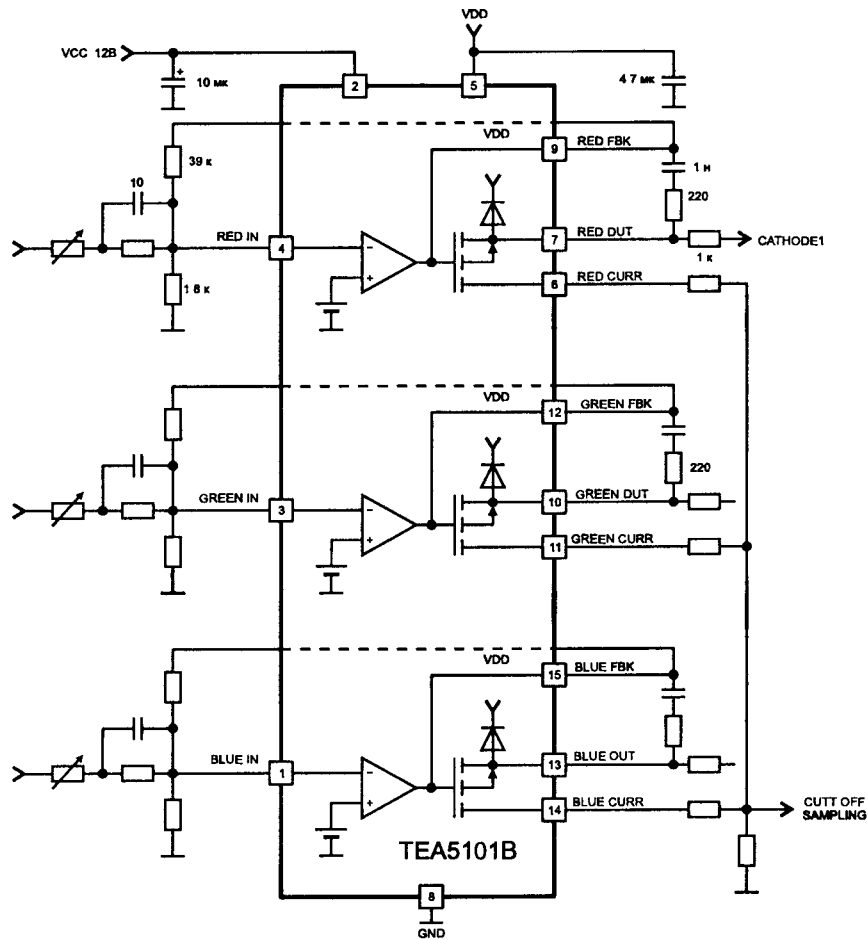 VDD
VCC 12В
10 мк
2
5
4 7 мк
VDD
39 к
9
RED FBK
1 н
10
220
RED IN
4
7
RED DUT
CATHODE1
1 к
1 8 к
6
RED CURR
VDD
12
GREEN FBK
220
GREEN IN
3
10
GREEN DUT
11
GREEN CURR
VDD
15
BLUE FBK
BLUE IN
1
13
BLUE OUT
14
BLUE CURR
CUTT OFF
SAMPLING
TEA5101B
8
GND